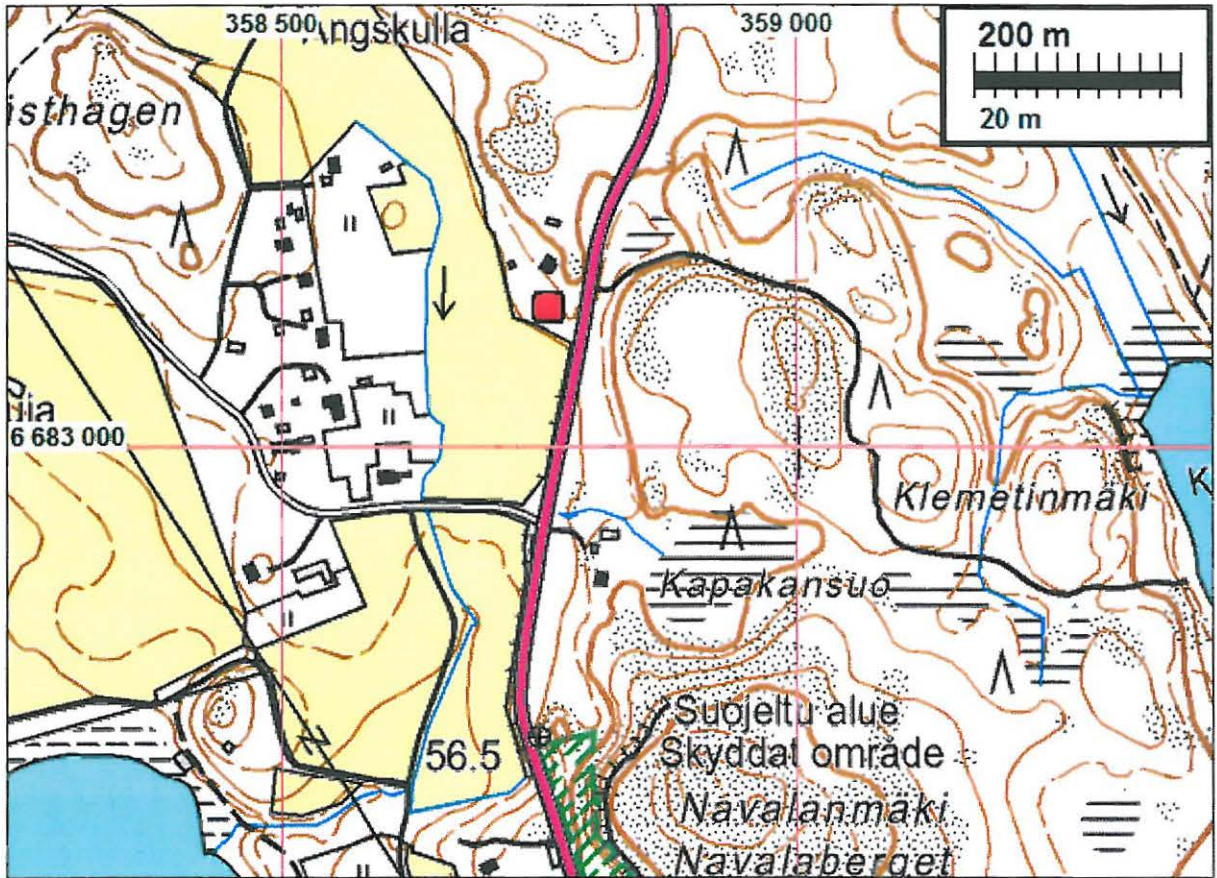 358 500
Ängskulla
359 000
200 m
20 m
isthagen
6 683 000
Klemetinmäki
K
Kapakansuo
Suojeltu alue
Skyddat område
56.5
Navalanmäki
Navalaberget